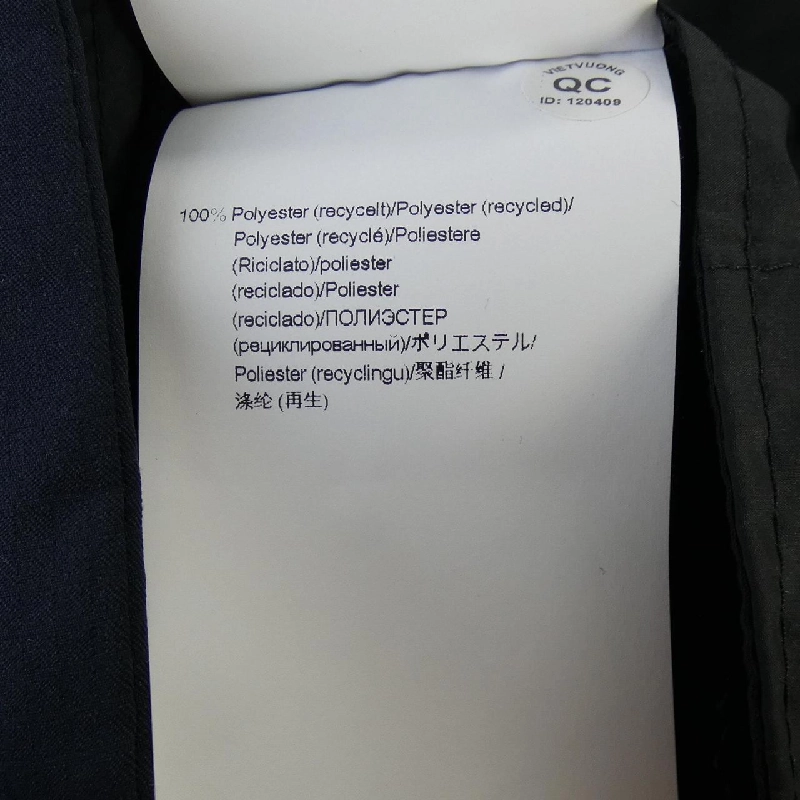 VIETVUONG
QC
ID: 120409
100% Polyester (recycelt)/Polyester (recycled)/
Polyester (recyclé)/Poliestere
(Riciclato)/poliester
(reciclado)/Poliester
(reciclado)/ПОЛИЭСТЕР
(рециклированный)/ポリエステル/
Poliester (recyclingu)/聚酯纤维 /
涤纶 (再生)